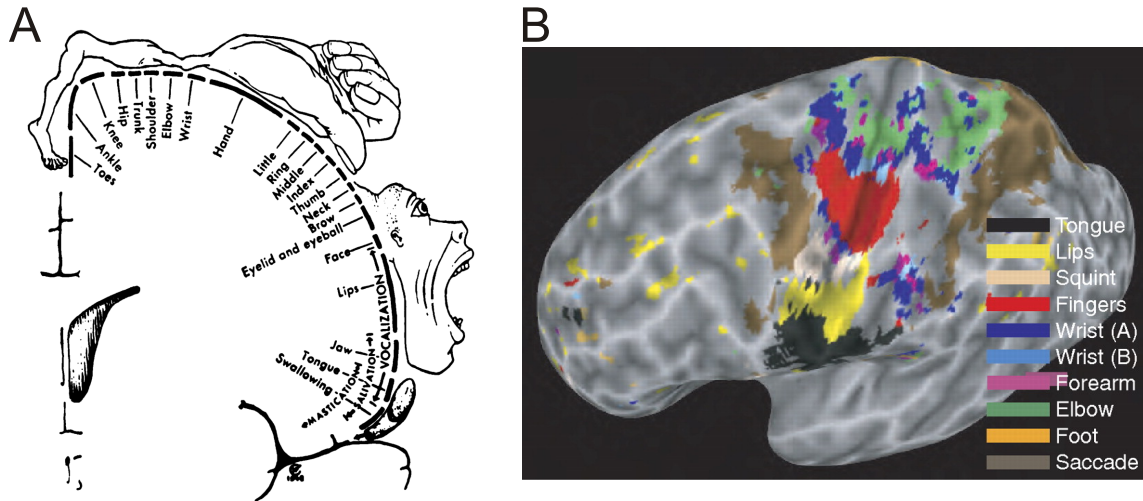 A
B
Toes
Ankle
Knee
Hip
Trunk
Shoulder
Elbow
Wrist
Hand
Little
Ring
Middle
Index
Thumb
Neck
Brow
Eyelid and eyeball
Face
Lips
Jaw
Tongue
Swallowing
VOCALIZATION
SALIVATION
MASTICATION
Tongue
Lips
Squint
Fingers
Wrist (A)
Wrist (B)
Forearm
Elbow
Foot
Saccade